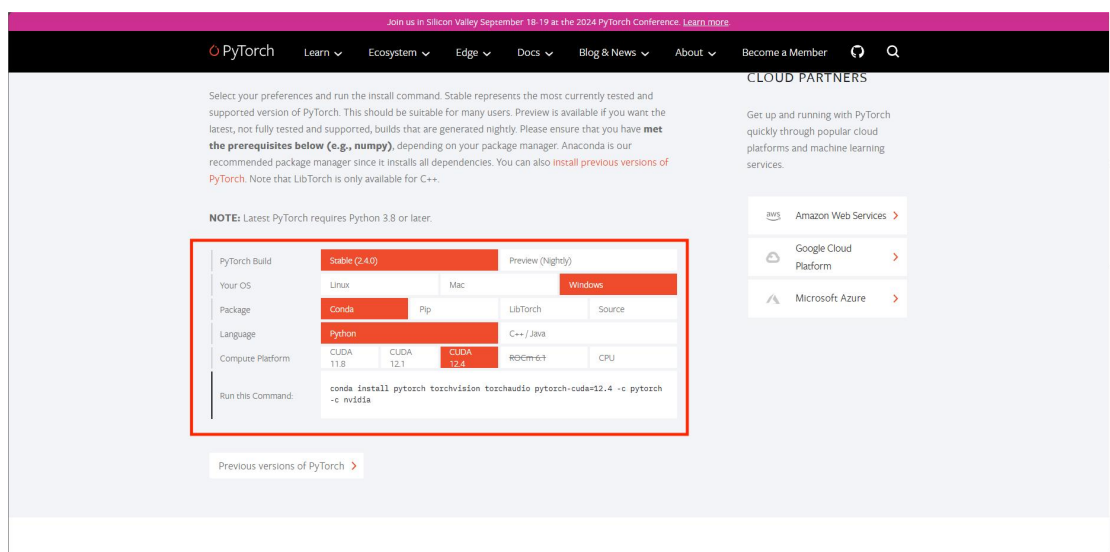 Join us in Silicon Valley September 18-19 at the 2024 PyTorch Conference. Learn more.
PyTorch Learn Ecosystem Edge Docs Blog & News About Become a Member
CLOUD PARTNERS
Get up and running with PyTorch
quickly through popular cloud
platforms and machine learning
services.
aws Amazon Web Services
Google Cloud
Platform
Microsoft Azure
Select your preferences and run the install command. Stable represents the most currently tested and
supported version of PyTorch. This should be suitable for many users. Preview is available if you want the
latest, not fully tested and supported, builds that are generated nightly. Please ensure that you have met
the prerequisites below (e.g., numpy), depending on your package manager. Anaconda is our
recommended package manager since it installs all dependencies. You can also install previous versions of
PyTorch. Note that LibTorch is only available for C++.
NOTE: Latest PyTorch requires Python 3.8 or later.
PyTorch Build Stable (2.4.0) Preview (Nightly)
Your OS Linux Mac Windows
Package Conda Pip LibTorch Source
Language Python C++ / Java
Compute Platform CUDA 11.8 CUDA 12.1 CUDA 12.4 ROCm 6.1 CPU
Run this Command: conda install pytorch torchvision torchaudio pytorch-cuda=12.4 -c pytorch
-c nvidia
Previous versions of PyTorch